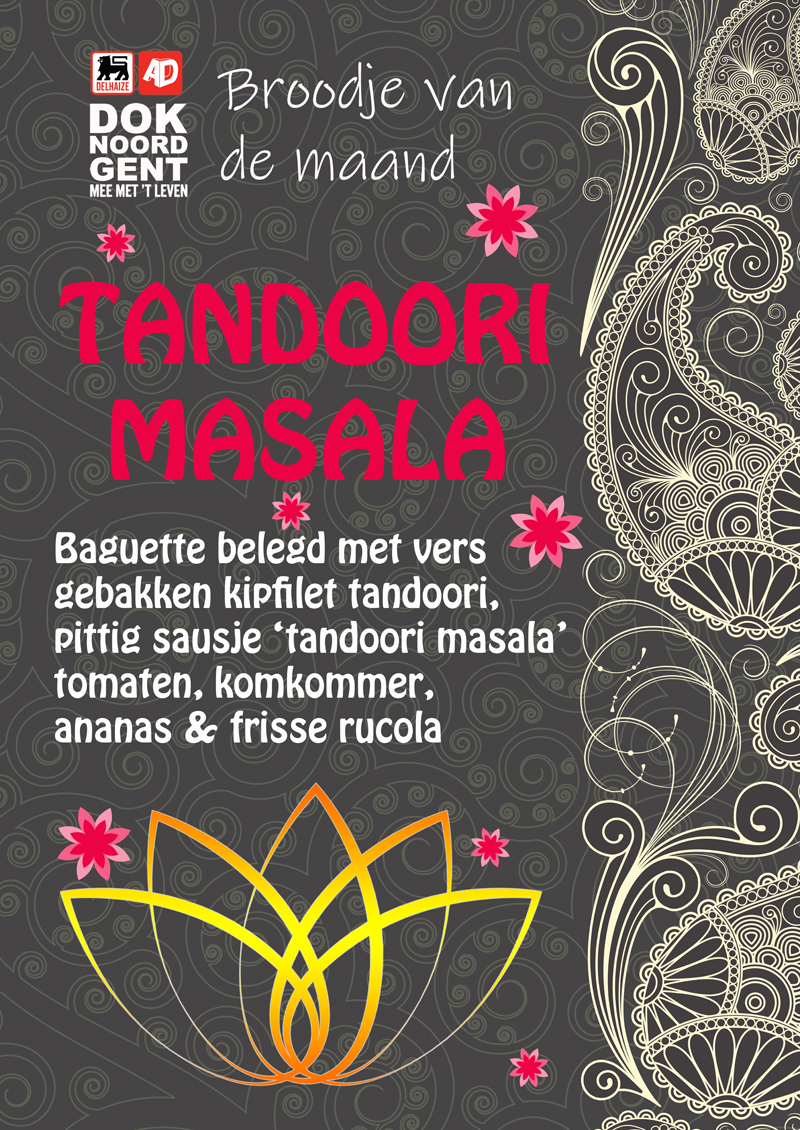 DELHAIZE
AD
DOK
NOORD
GENT
MEE MET 'T LEVEN
Broodje van
de maand
TANDOORI
MASALA
Baguette belegd met vers
gebakken kipfilet tandoori,
pittig sausje ‘tandoori masala’
tomaten, komkommer,
ananas & frisse rucola